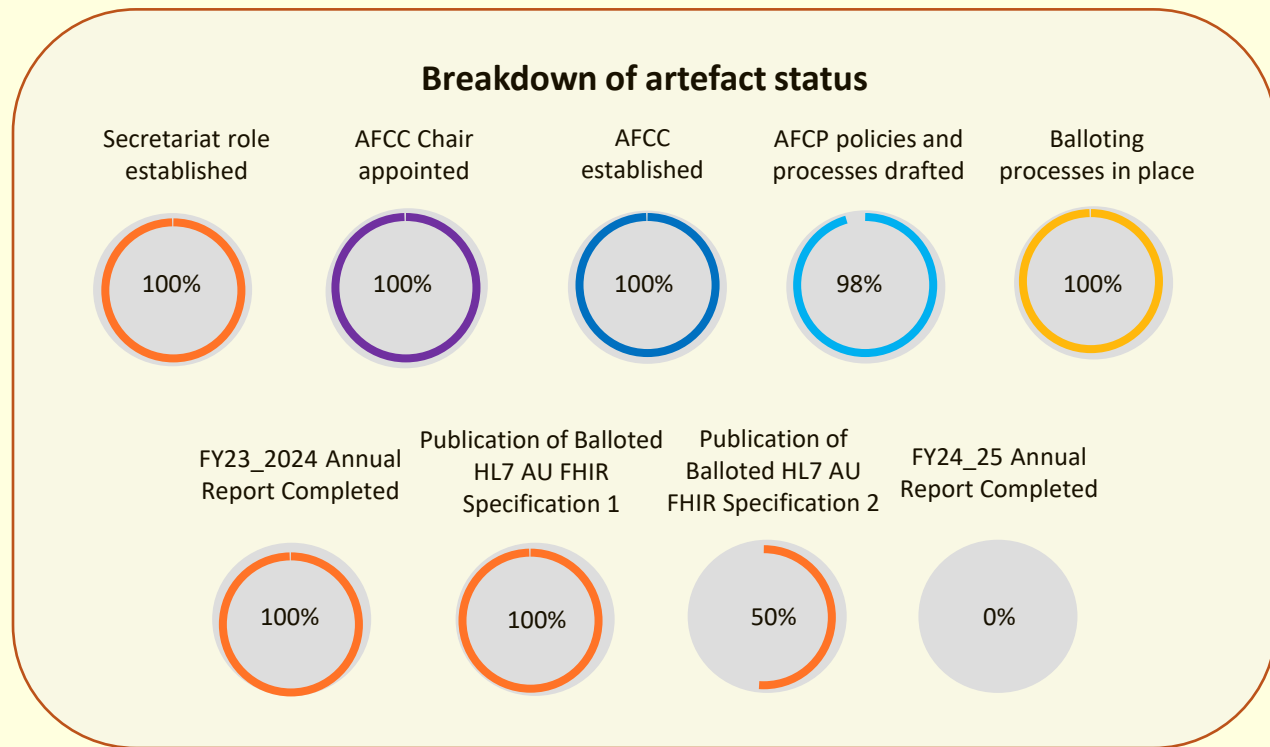 Breakdown of artefact status
Secretariat role
established
AFCC Chair
appointed
AFCC
established
AFCP policies and
processes drafted
Balloting
processes in place
100%
100%
100%
98%
100%
FY23_2024 Annual
Report Completed
Publication of Balloted
HL7 AU FHIR
Specification 1
Publication of
Balloted HL7 AU
FHIR Specification 2
FY24_25 Annual
Report Completed
100%
100%
50%
0%